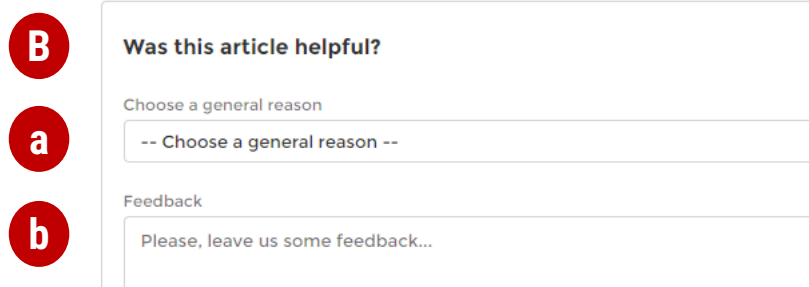 B Was this article helpful?
Choose a general reason
a -- Choose a general reason --
Feedback
b Please, leave us some feedback...